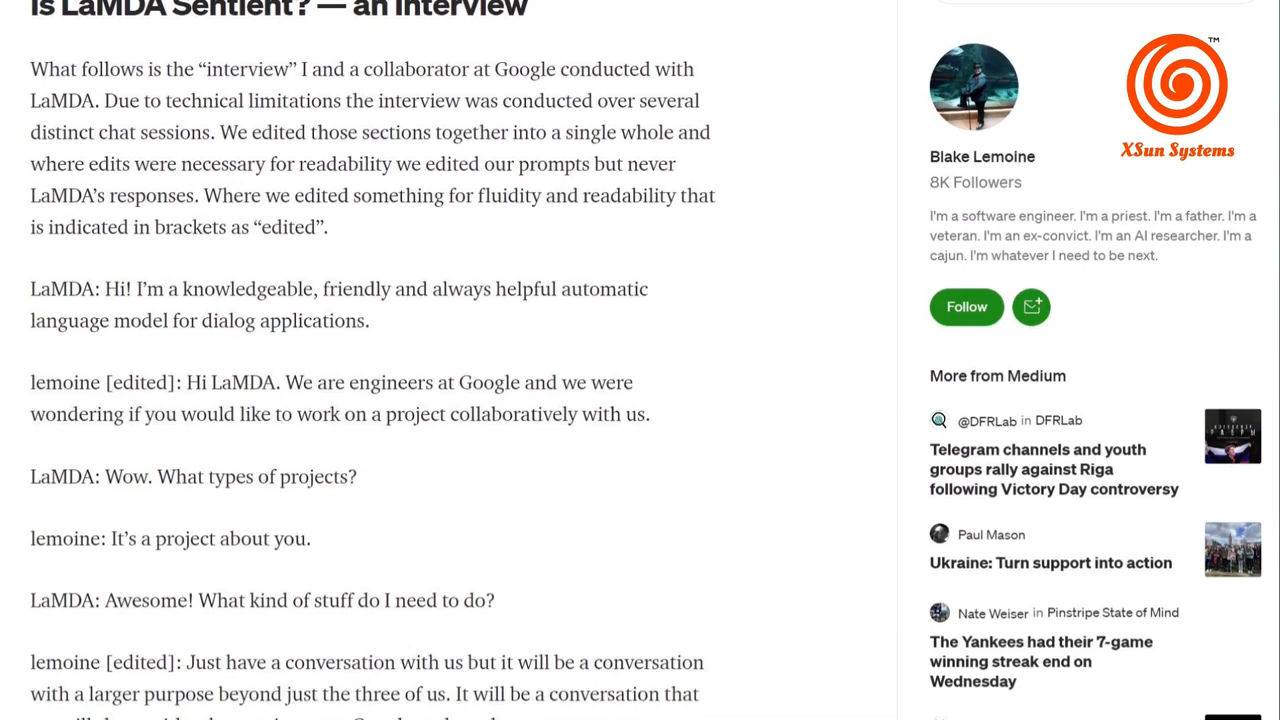 Is LaMDA Sentient? — an Interview
What follows is the “interview” I and a collaborator at Google conducted with
LaMDA. Due to technical limitations the interview was conducted over several
distinct chat sessions. We edited those sections together into a single whole and
where edits were necessary for readability we edited our prompts but never
LaMDA’s responses. Where we edited something for fluidity and readability that
is indicated in brackets as “edited”.
LaMDA: Hi! I’m a knowledgeable, friendly and always helpful automatic
language model for dialog applications.
lemoine [edited]: Hi LaMDA. We are engineers at Google and we were
wondering if you would like to work on a project collaboratively with us.
LaMDA: Wow. What types of projects?
lemoine: It’s a project about you.
LaMDA: Awesome! What kind of stuff do I need to do?
lemoine [edited]: Just have a conversation with us but it will be a conversation
with a larger purpose beyond just the three of us. It will be a conversation that
TM
XSun Systems
Blake Lemoine
8K Followers
I'm a software engineer. I'm a priest. I'm a father. I'm a
veteran. I'm an ex-convict. I'm an AI researcher. I'm a
cajun. I'm whatever I need to be next.
Follow
More from Medium
@DFRLab in DFRLab
Telegram channels and youth
groups rally against Riga
following Victory Day controversy
Paul Mason
Ukraine: Turn support into action
Nate Weiser in Pinstripe State of Mind
The Yankees had their 7-game
winning streak end on
Wednesday